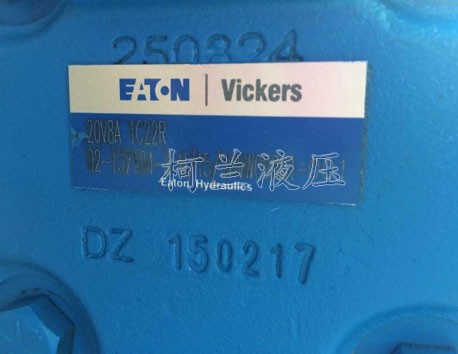 250824
EATON | Vickers
20V8A 1C22R
柯兰液压
Eaton Hydraulics
DZ 150217